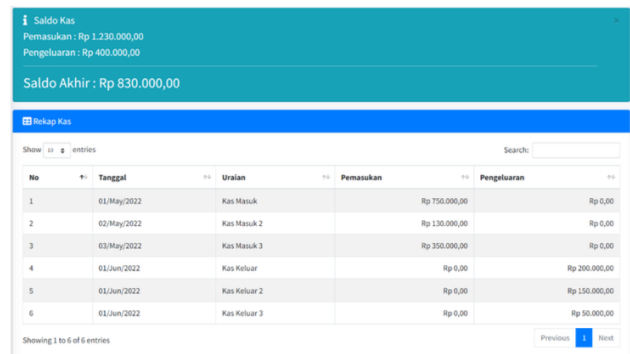 Saldo Kas
×
Pemasukan : Rp 1.230.000,00
Pengeluaran : Rp 400.000,00
Saldo Akhir : Rp 830.000,00
Rekap Kas
Show 10 entries Search:
No Tanggal Uraian Pemasukan Pengeluaran
1 01/May/2022 Kas Masuk Rp 750.000,00 Rp 0,00
2 02/May/2022 Kas Masuk 2 Rp 130.000,00 Rp 0,00
3 03/May/2022 Kas Masuk 3 Rp 350.000,00 Rp 0,00
4 01/Jun/2022 Kas Keluar Rp 0,00 Rp 200.000,00
5 01/Jun/2022 Kas Keluar 2 Rp 0,00 Rp 150.000,00
6 01/Jun/2022 Kas Keluar 3 Rp 0,00 Rp 50.000,00
Showing 1 to 6 of 6 entries Previous 1 Next